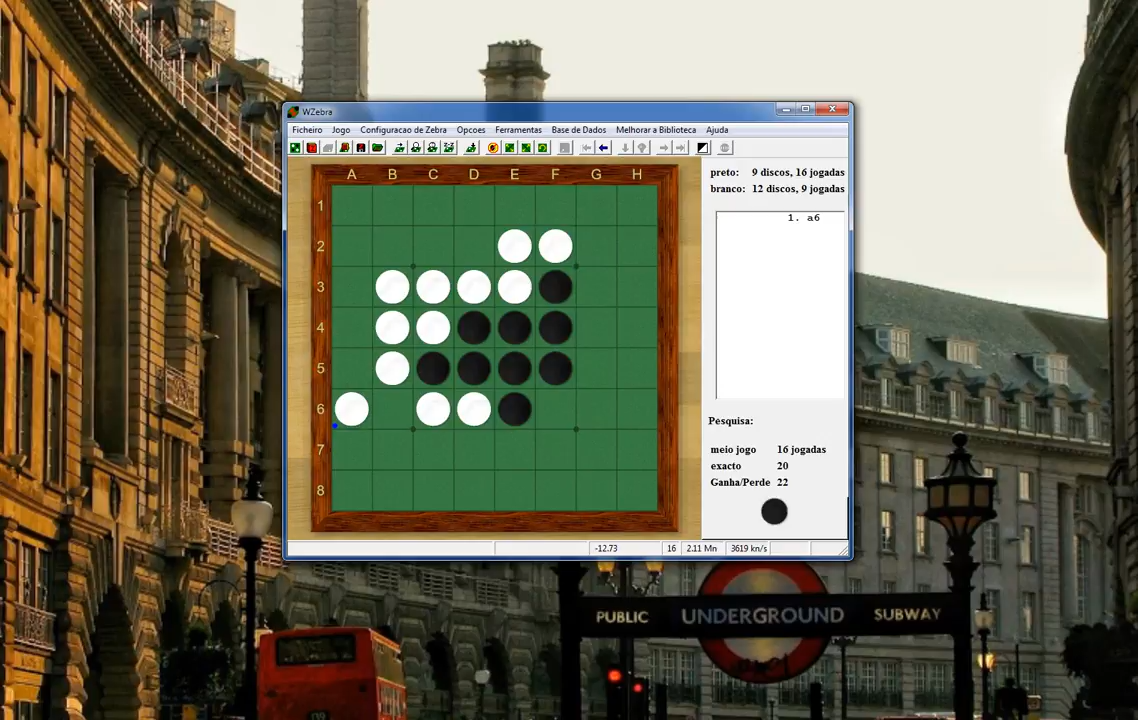 WZebra
Ficheiro Jogo Configuracao de Zebra Opcoes Ferramentas Base de Dados Melhorar a Biblioteca Ajuda
A B C D E F G H
preto: 9 discos, 16 jogadas
branco: 12 discos, 9 jogadas
1. a6
1
2
3
4
5
6
7
8
Pesquisa:
meio jogo 16 jogadas
exacto 20
Ganha/Perde 22
-12.73 16 2.11 Mn 3619 kn/s
PUBLIC UNDERGROUND SUBWAY